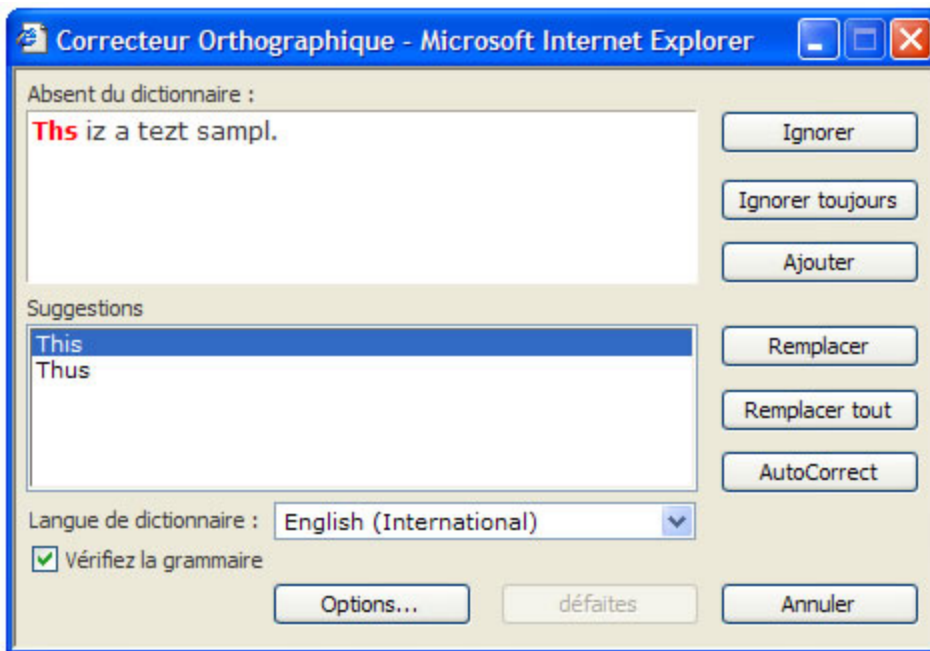 Correcteur Orthographique - Microsoft Internet Explorer
Absent du dictionnaire :
Ths iz a tezt sampl.
Ignorer
Ignorer toujours
Ajouter
Suggestions
This
Thus
Remplacer
Remplacer tout
AutoCorrect
Langue de dictionnaire :
English (International)
Vérifiez la grammaire
Options...
défaites
Annuler